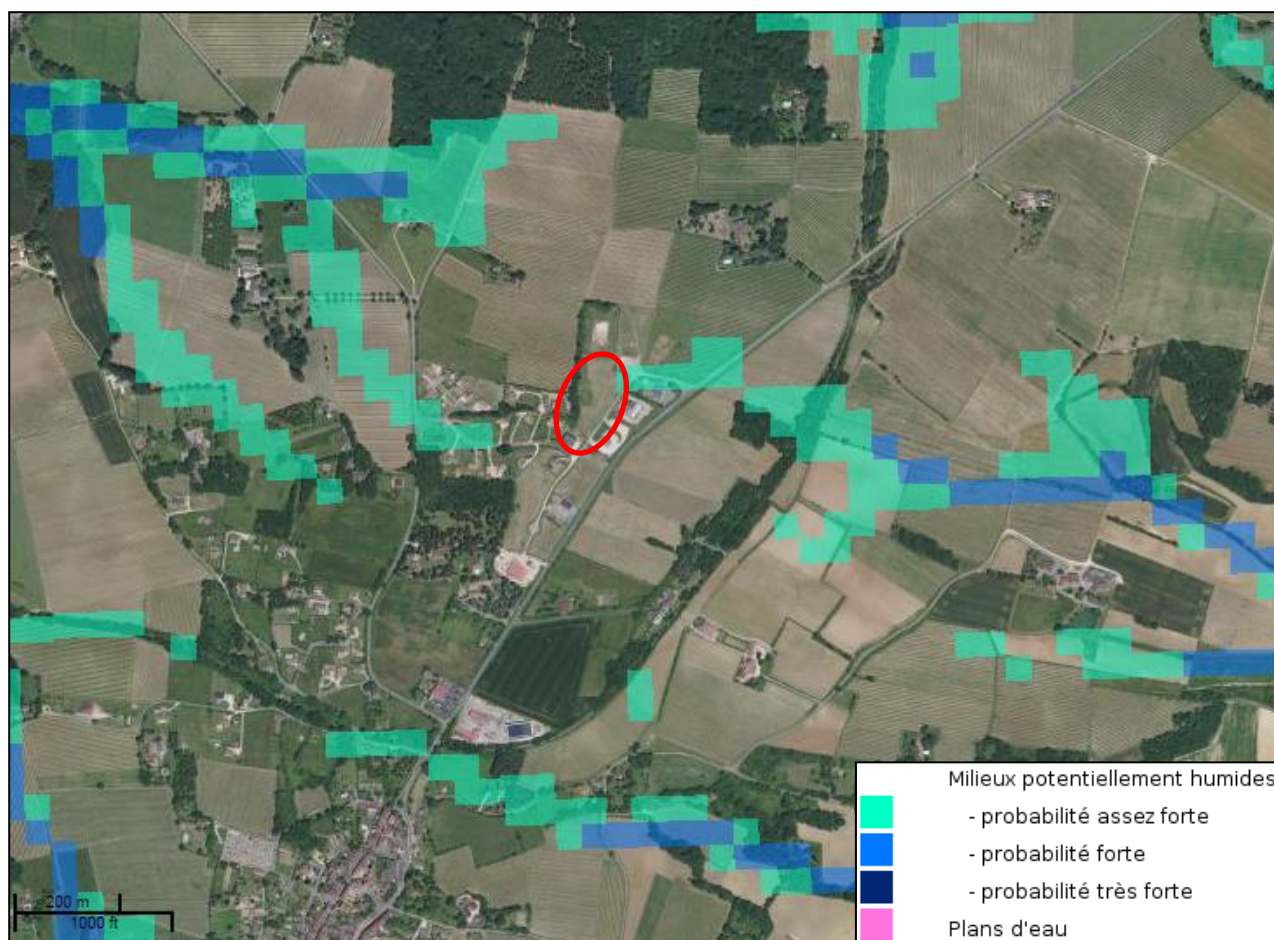 Milieux potentiellement humides
- probabilité assez forte
- probabilité forte
- probabilité très forte
Plans d'eau
200 m
1000 ft